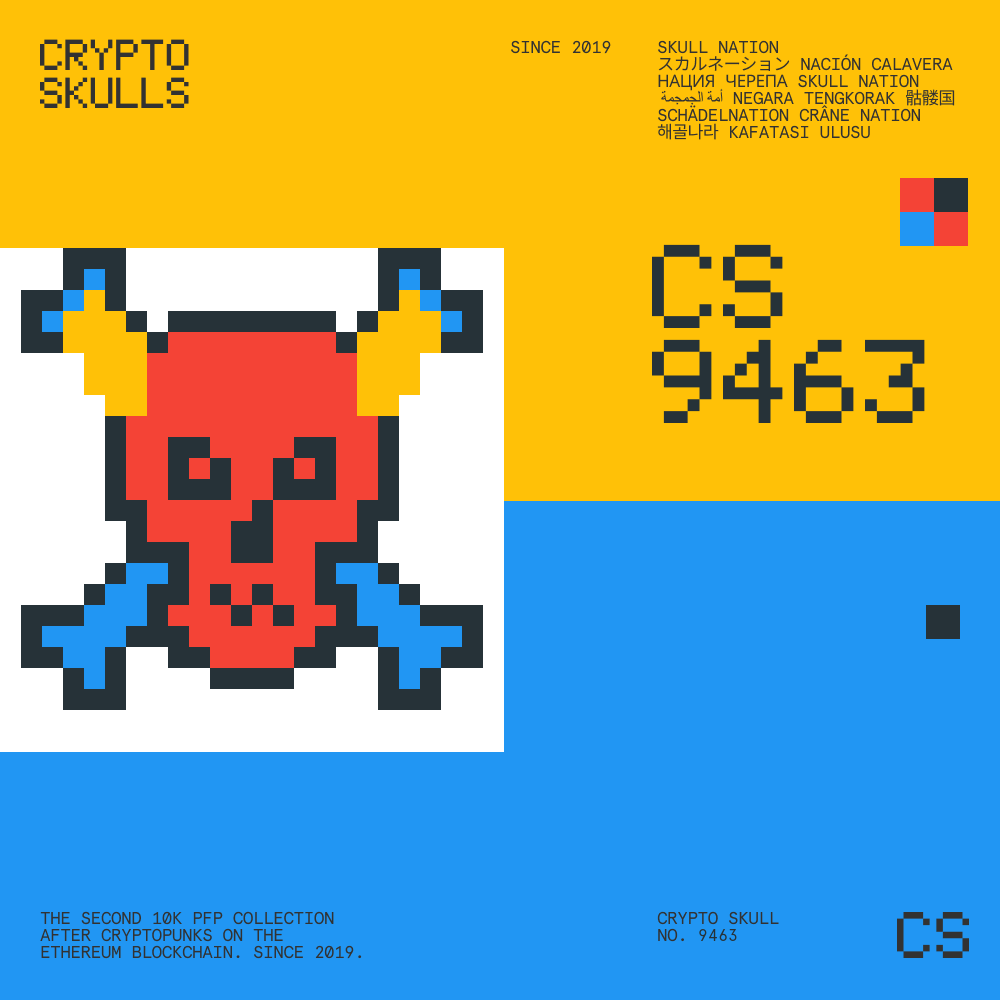 CRYPTO
SKULLS
SINCE 2019
SKULL NATION
スカルネーション NACIÓN CALAVERA
НАЦИЯ ЧЕРЕПА SKULL NATION
أمة الجمجمة NEGARA TENGKORAK 骷髅国
SCHÄDELNATION CRÂNE NATION
해골나라 KAFATASI ULUSU
CS
9463
THE SECOND 10K PFP COLLECTION
AFTER CRYPTOPUNKS ON THE
ETHEREUM BLOCKCHAIN. SINCE 2019.
CRYPTO SKULL
NO. 9463
CS